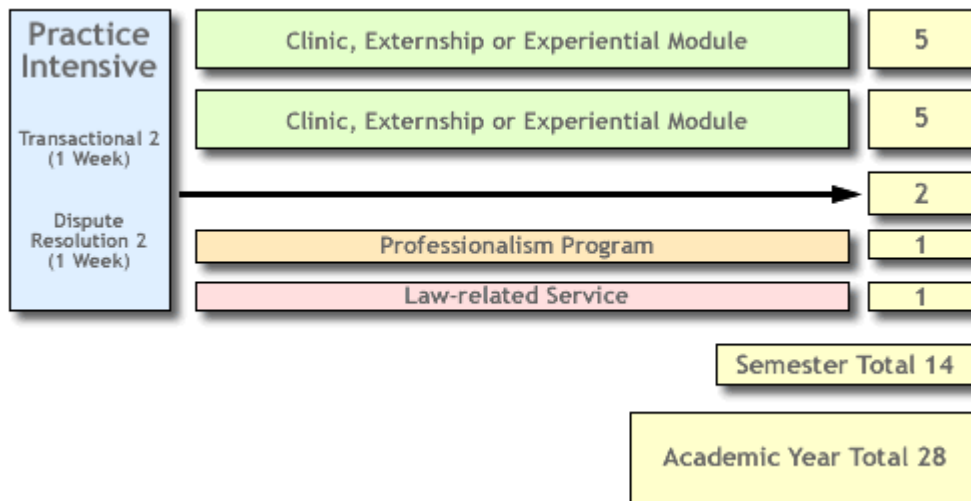 Practice
Intensive
Transactional 2
(1 Week)
Dispute
Resolution 2
(1 Week)
Clinic, Externship or Experiential Module
5
Clinic, Externship or Experiential Module
5
2
Professionalism Program
1
Law-related Service
1
Semester Total 14
Academic Year Total 28